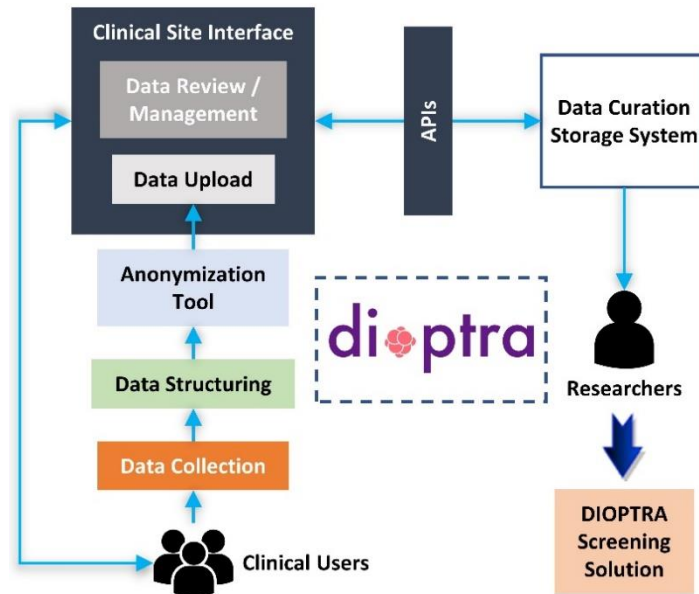 Clinical Site Interface
Data Review /
Management
Data Upload
APIs
Data Curation
Storage System
Anonymization
Tool
dioptra
Data Structuring
Researchers
Data Collection
Clinical Users
DIOPTRA
Screening
Solution